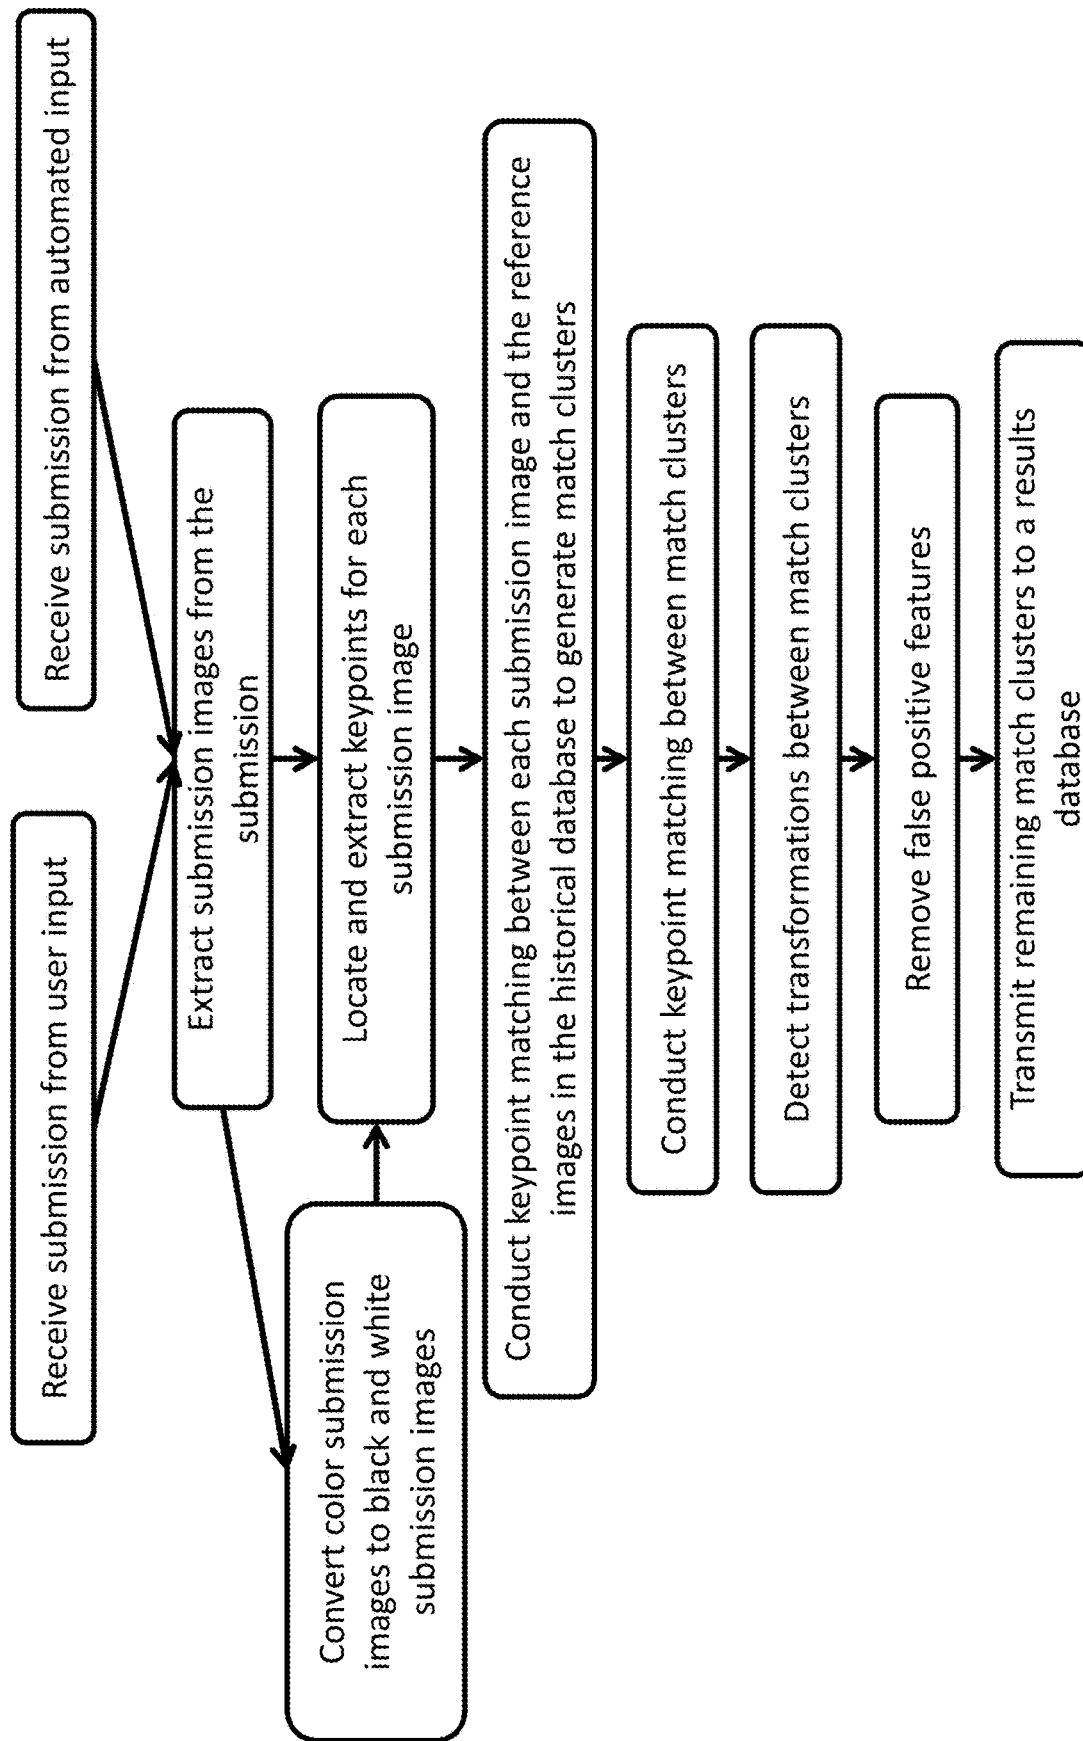 Receive submission from user input
Receive submission from automated input
Extract submission images from the
submission
Convert color submission
images to black and white
submission images
Locate and extract keypoints for each
submission image
Conduct keypoint matching between each submission image and the reference
images in the historical database to generate match clusters
Conduct keypoint matching between match clusters
Detect transformations between match clusters
Remove false positive features
Transmit remaining match clusters to a results
database